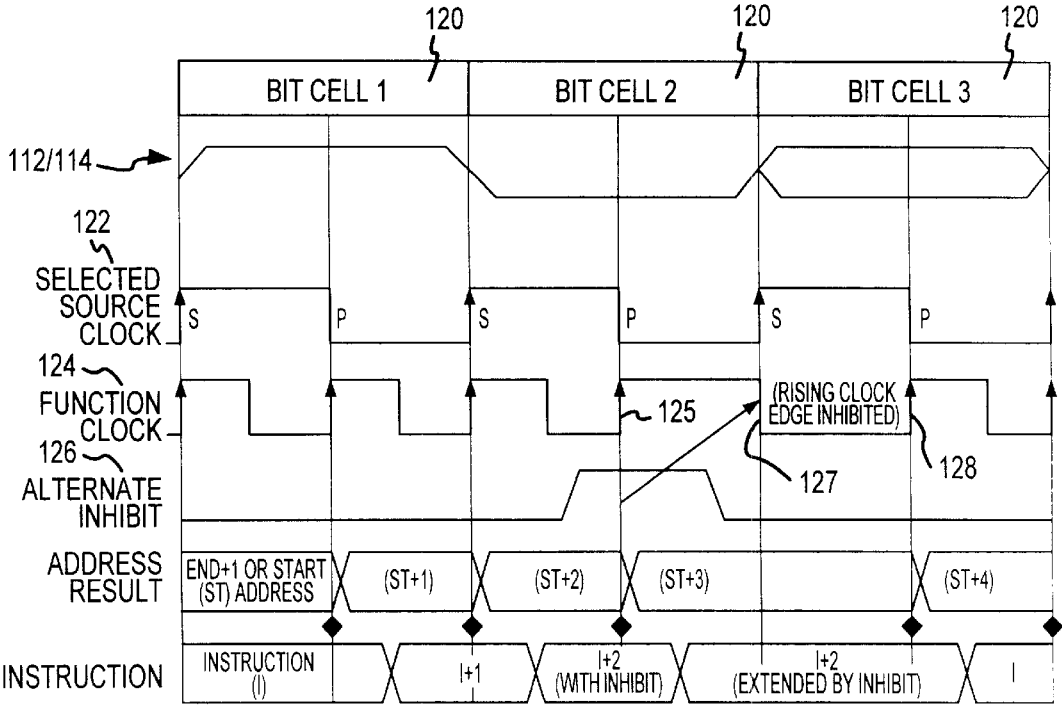 120
120
120
BIT CELL 1
BIT CELL 2
BIT CELL 3
112/114
122
SELECTED
SOURCE
CLOCK
S
P
S
P
S
P
124
FUNCTION
CLOCK
125
(RISING CLOCK
EDGE INHIBITED)
127
128
126
ALTERNATE
INHIBIT
ADDRESS
RESULT
END+1 OR START
(ST) ADDRESS
(ST+1)
(ST+2)
(ST+3)
(ST+4)
INSTRUCTION
INSTRUCTION
(I)
I+1
I+2
(WITH INHIBIT)
I+2
(EXTENDED BY INHIBIT)
I